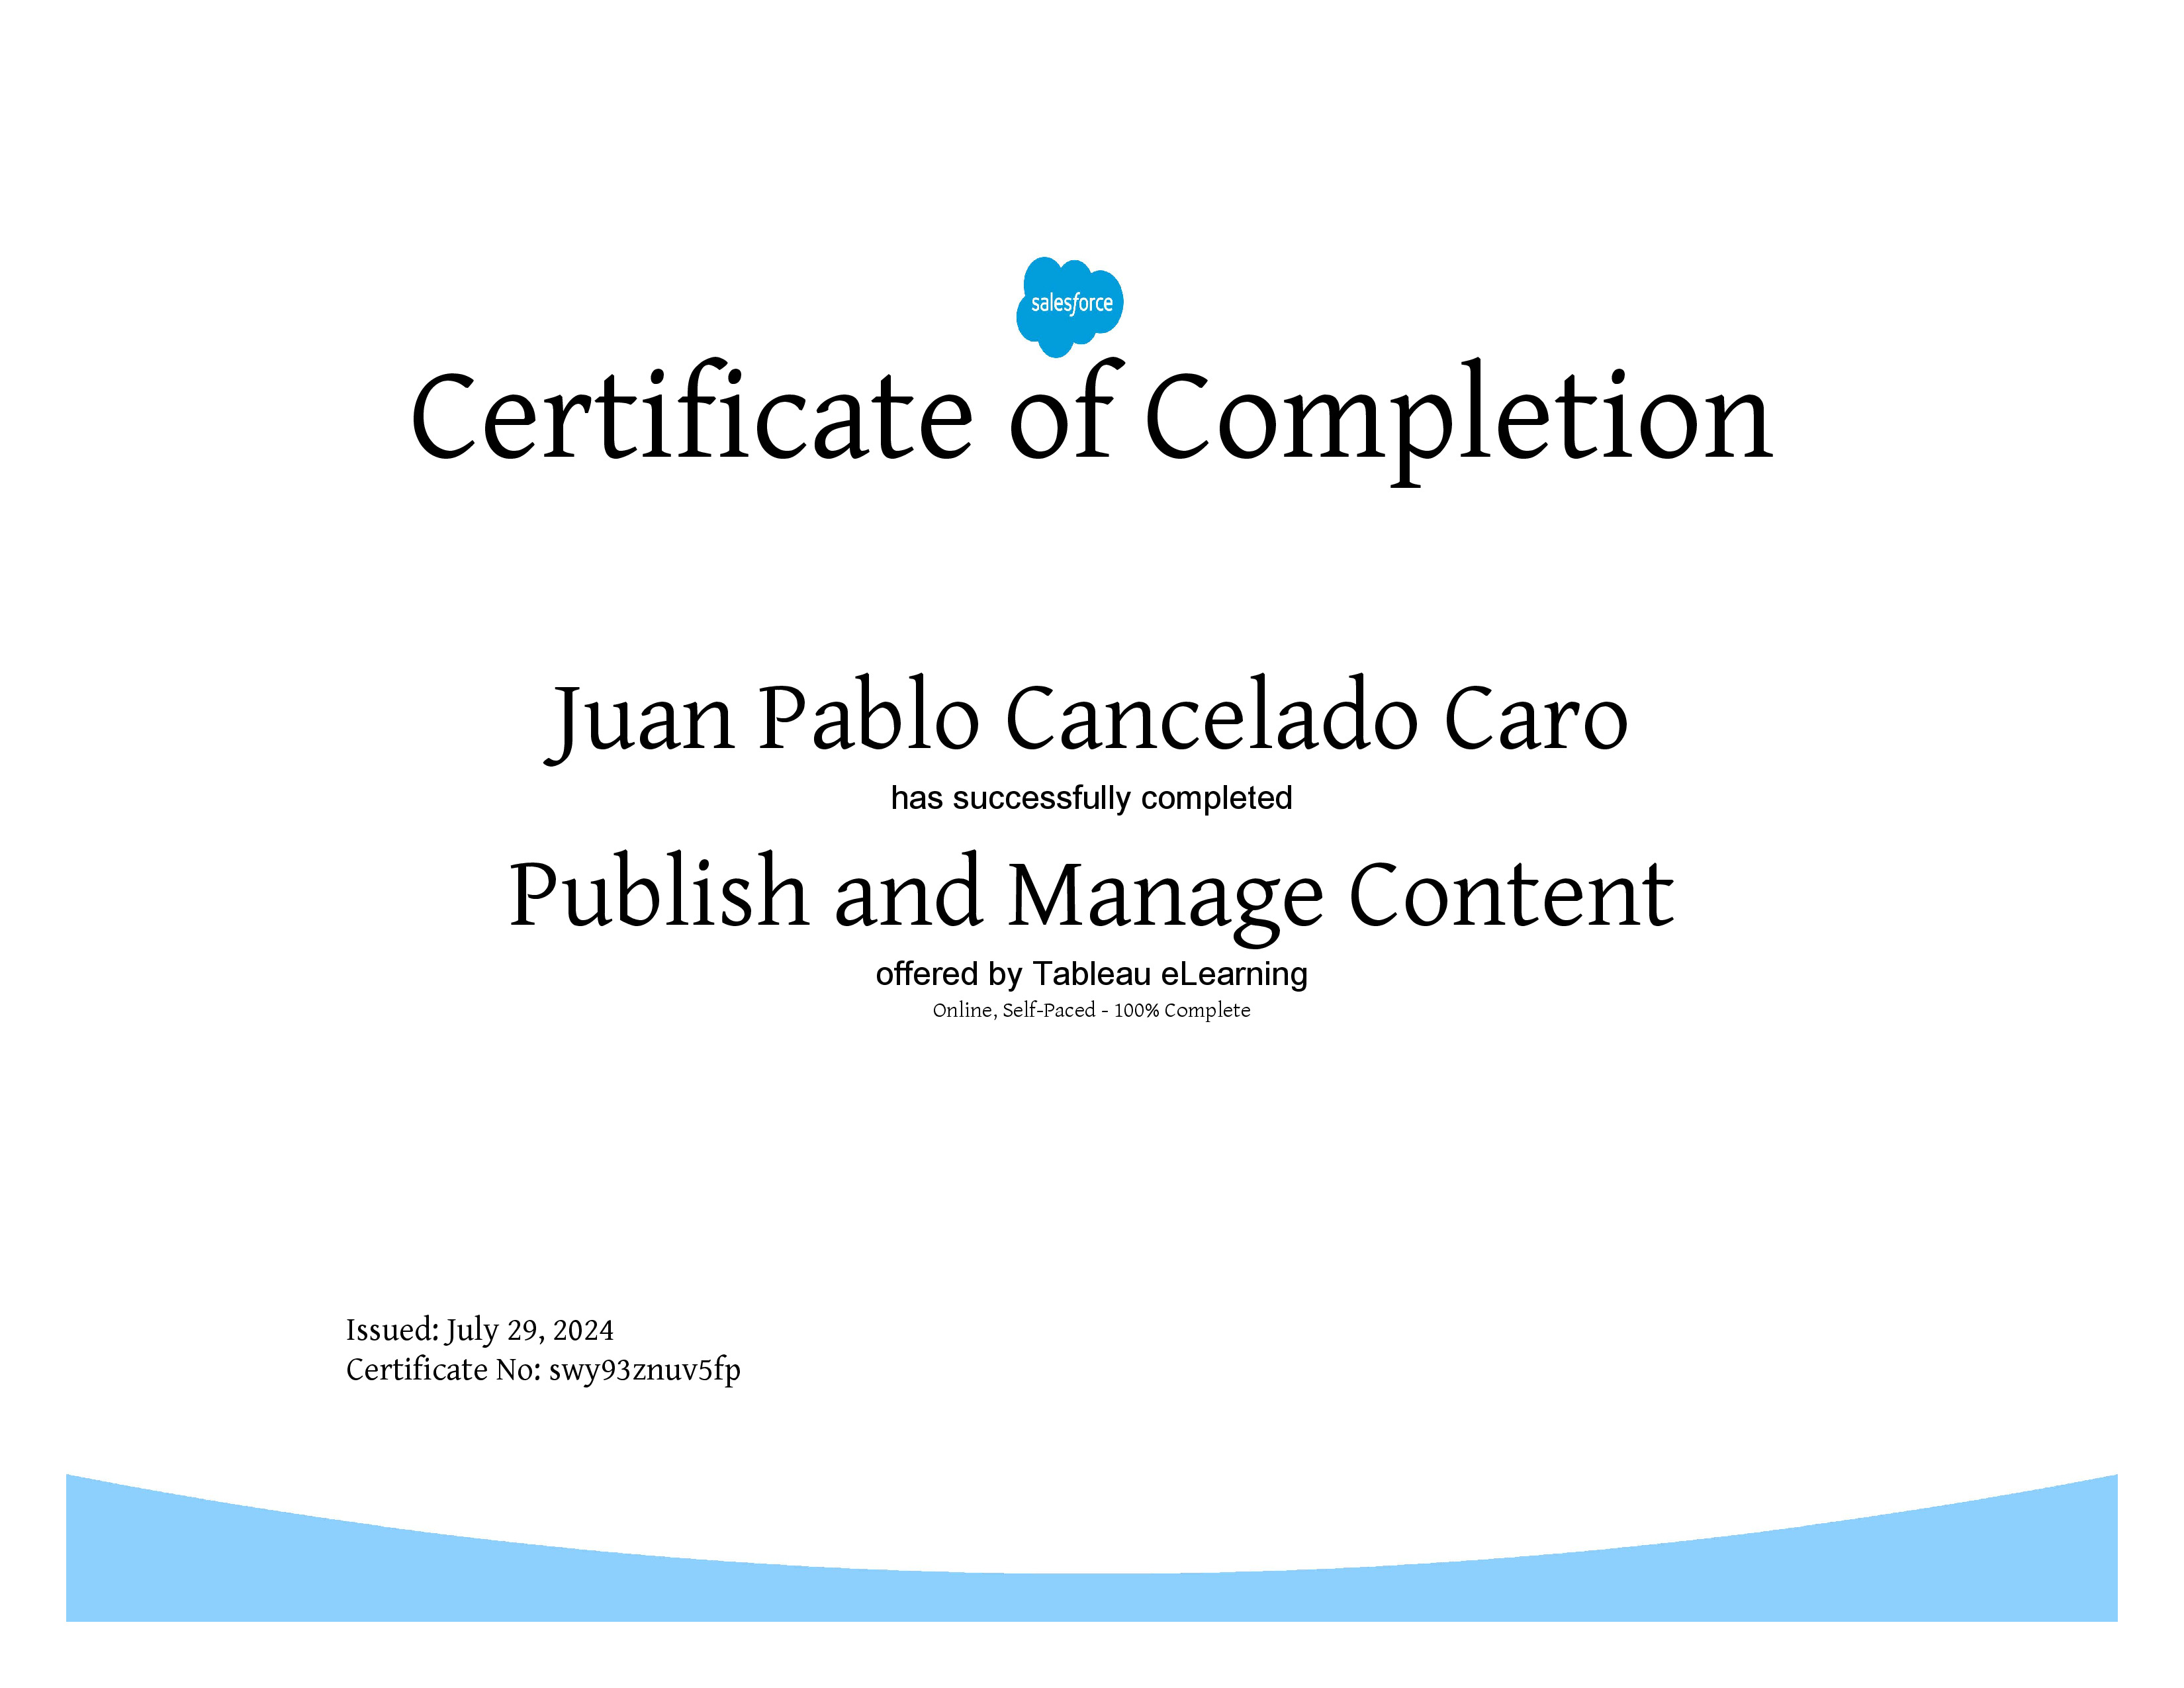 salesforce
Certificate of Completion
Juan Pablo Cancelado Caro
has successfully completed
Publish and Manage Content
offered by Tableau eLearning
Online, Self-Paced - 100% Complete
Issued: July 29, 2024
Certificate No: swy93znuv5fp